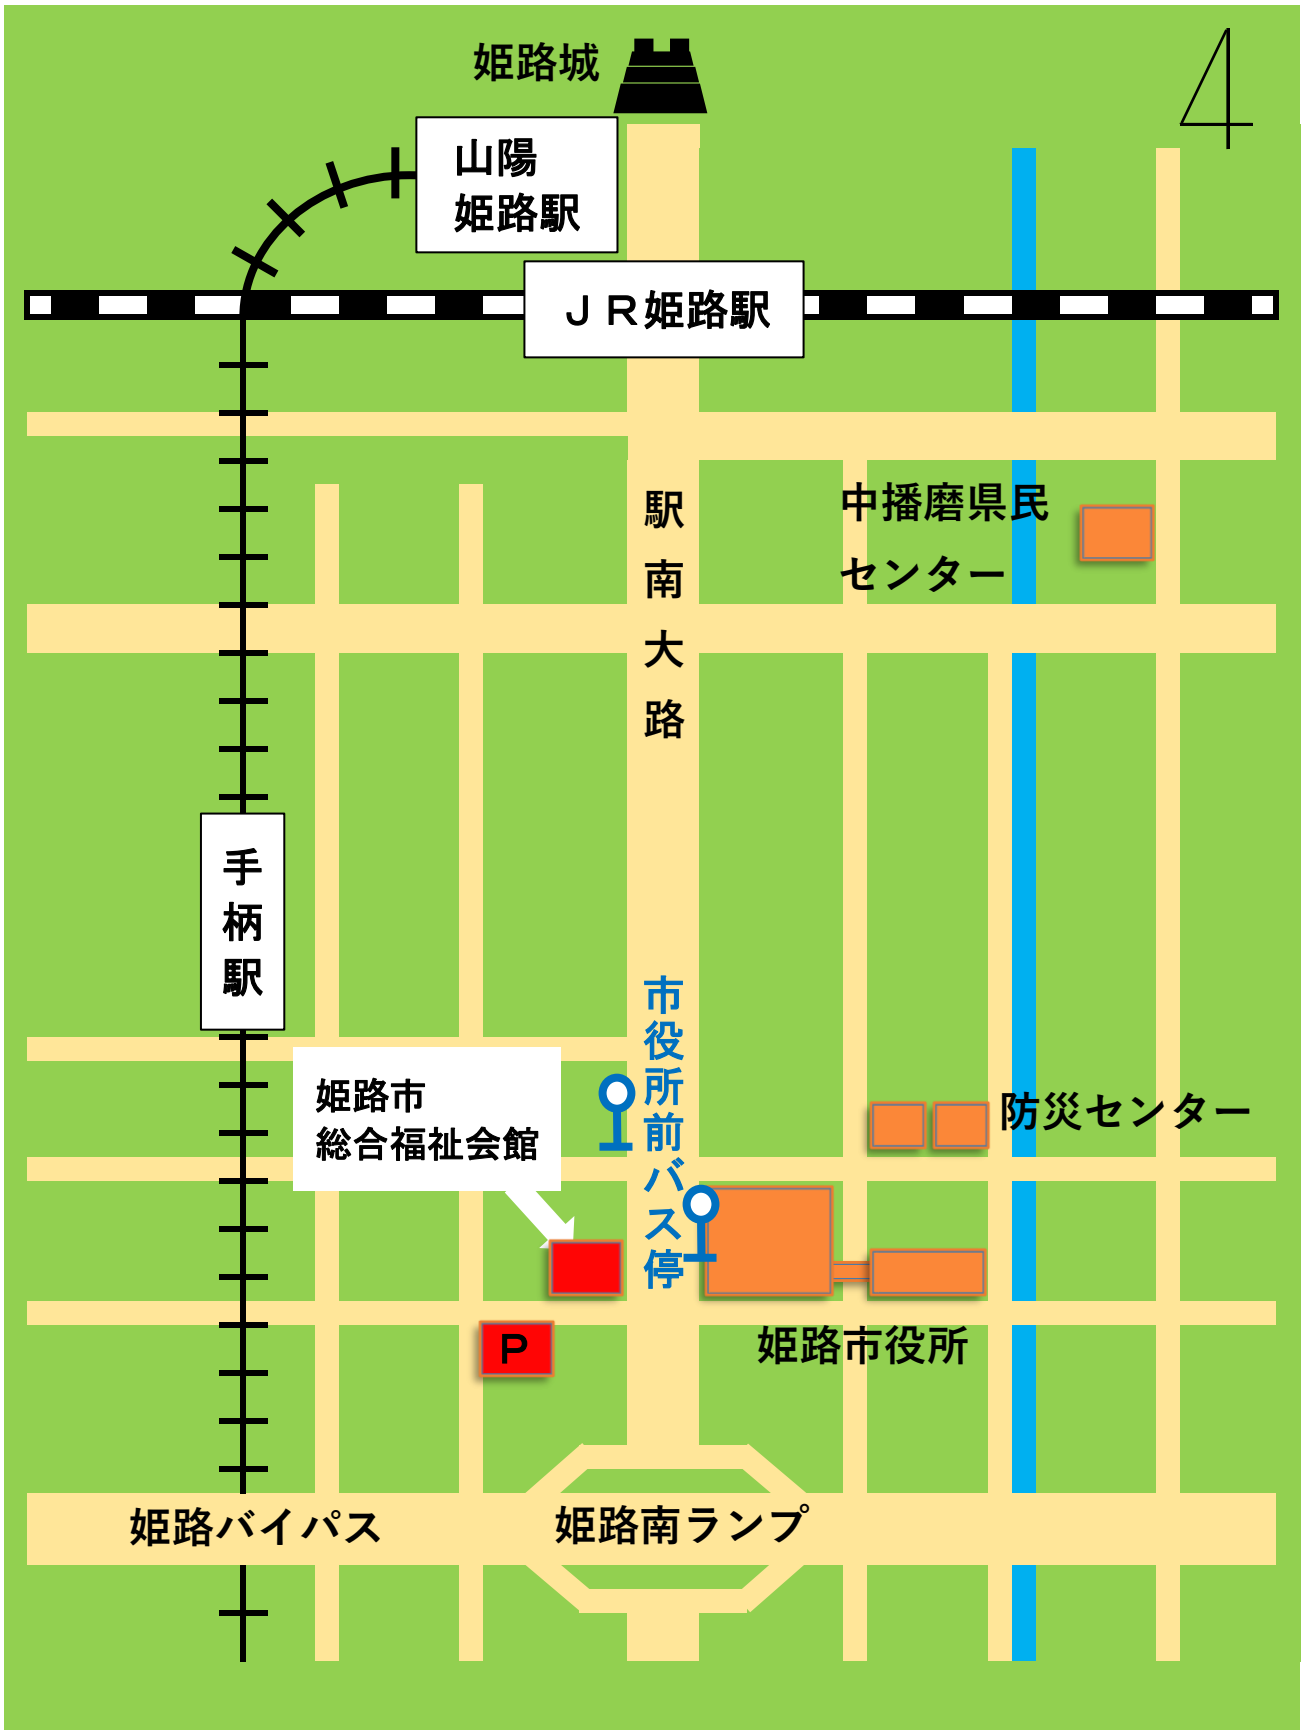 姫路城
山陽
姫路駅
ＪＲ姫路駅
駅南大路
中播磨県民
センター
手柄駅
市役所前バス停
姫路市
総合福祉会館
防災センター
P
姫路市役所
姫路バイパス
姫路南ランプ